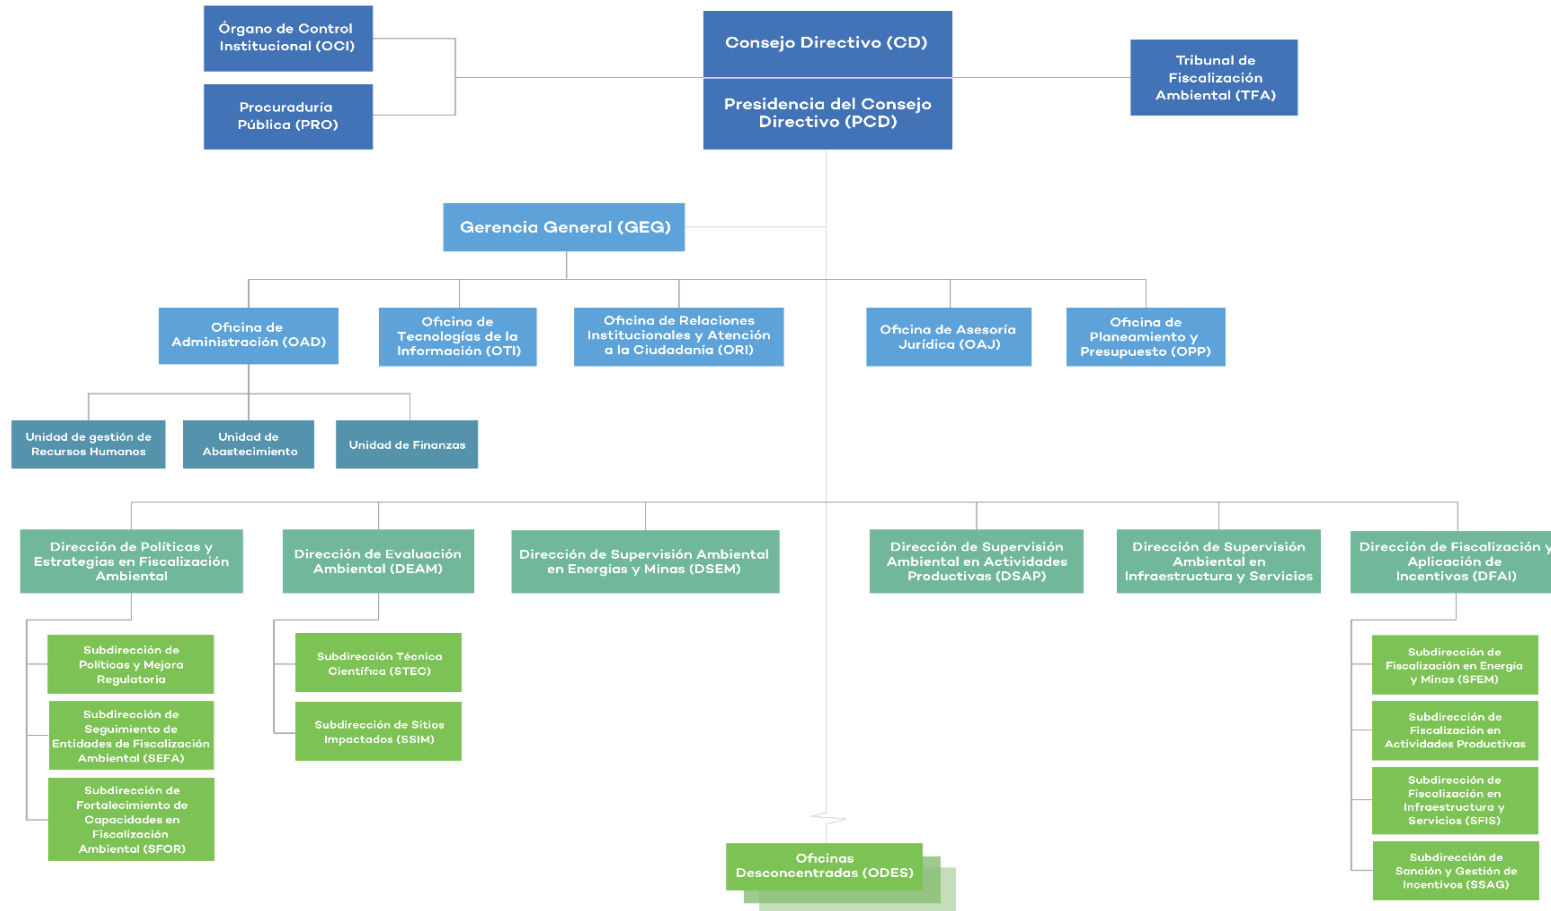 Órgano de Control
Institucional (OCI)
Procuraduría
Pública (PRO)
Consejo Directivo (CD)
Presidencia del Consejo
Directivo (PCD)
Tribunal de
Fiscalización
Ambiental (TFA)
Gerencia General (GEG)
Oficina de
Administración (OAD)
Oficina de
Tecnologías de la
Información (OTI)
Oficina de Relaciones
Institucionales y Atención
a la Ciudadanía (ORI)
Oficina de Asesoría
Jurídica (OAJ)
Oficina de
Planeamiento y
Presupuesto (OPP)
Unidad de gestión de
Recursos Humanos
Unidad de
Abastecimiento
Unidad de Finanzas
Dirección de Políticas y
Estrategias en Fiscalización
Ambiental
Dirección de Evaluación
Ambiental (DEAM)
Dirección de Supervisión Ambiental
en Energías y Minas (DSEM)
Dirección de Supervisión
Ambiental en Actividades
Productivas (DSAP)
Dirección de Supervisión
Ambiental en
Infraestructura y Servicios
Dirección de Fiscalización y
Aplicación de
Incentivos (DFAI)
Subdirección de
Políticas y Mejora
Regulatoria
Subdirección de
Seguimiento de
Entidades de Fiscalización
Ambiental (SEFA)
Subdirección de
Fortalecimiento de
Capacidades en
Fiscalización
Ambiental (SFOR)
Subdirección Técnica
Científica (STEC)
Subdirección de Sitios
Impactados (SSIM)
Subdirección de
Fiscalización en Energía
y Minas (SFEM)
Subdirección de
Fiscalización en
Actividades Productivas
Subdirección de
Fiscalización en
Infraestructura y
Servicios (SFIS)
Subdirección de
Sanción y Gestión de
Incentivos (SSAG)
Oficinas
Desconcentradas (ODES)